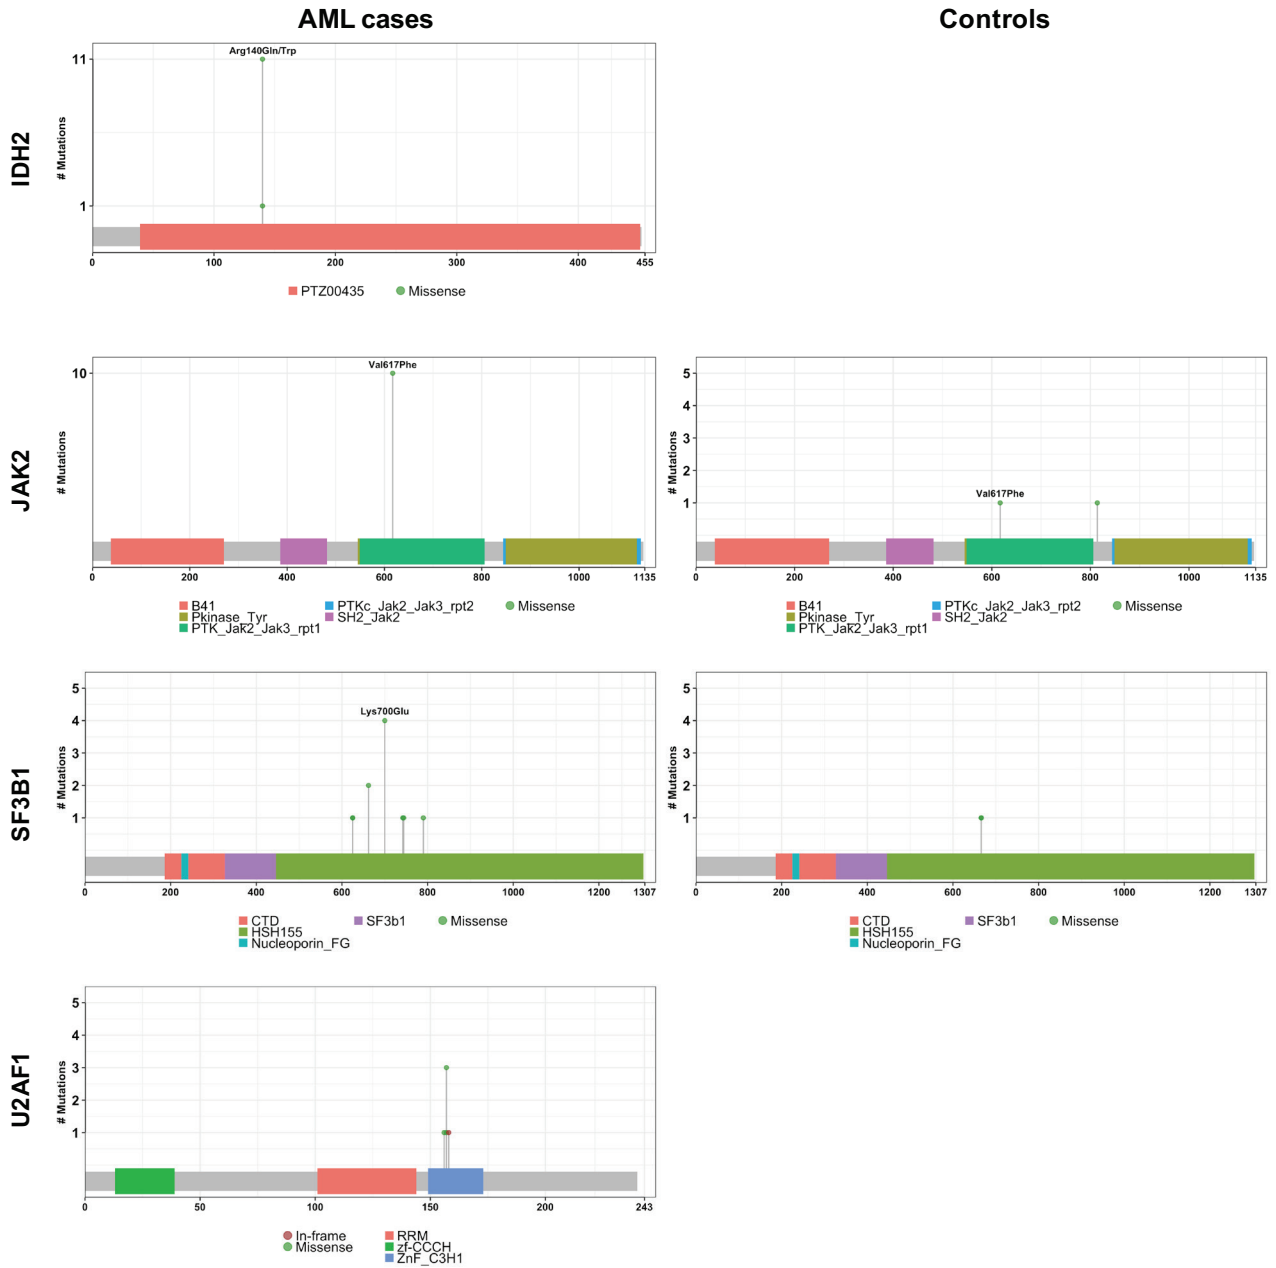 AML cases
Controls
IDH2
Arg140Gln/Trp
# Mutations
11
1
0 100 200 300 400 455
PTZ00435 Missense
JAK2
Val617Phe
# Mutations
10
0 200 400 600 800 1000 1135
B41 PTKc_Jak2_Jak3_rpt2 Missense
Pkinase_Tyr SH2_Jak2
PTK_Jak2_Jak3_rpt1
Val617Phe
# Mutations
5
4
3
2
1
0 200 400 600 800 1000 1135
B41 PTKc_Jak2_Jak3_rpt2 Missense
Pkinase_Tyr SH2_Jak2
PTK_Jak2_Jak3_rpt1
SF3B1
Lys700Glu
# Mutations
5
4
3
2
1
0 200 400 600 800 1000 1200 1307
CTD SF3b1 Missense
HSH155
Nucleoporin_FG
# Mutations
5
4
3
2
1
0 200 400 600 800 1000 1200 1307
CTD SF3b1 Missense
HSH155
Nucleoporin_FG
U2AF1
# Mutations
5
4
3
2
1
0 50 100 150 200 243
In-frame RRM
Missense zf-CCCH
ZnF_C3H1